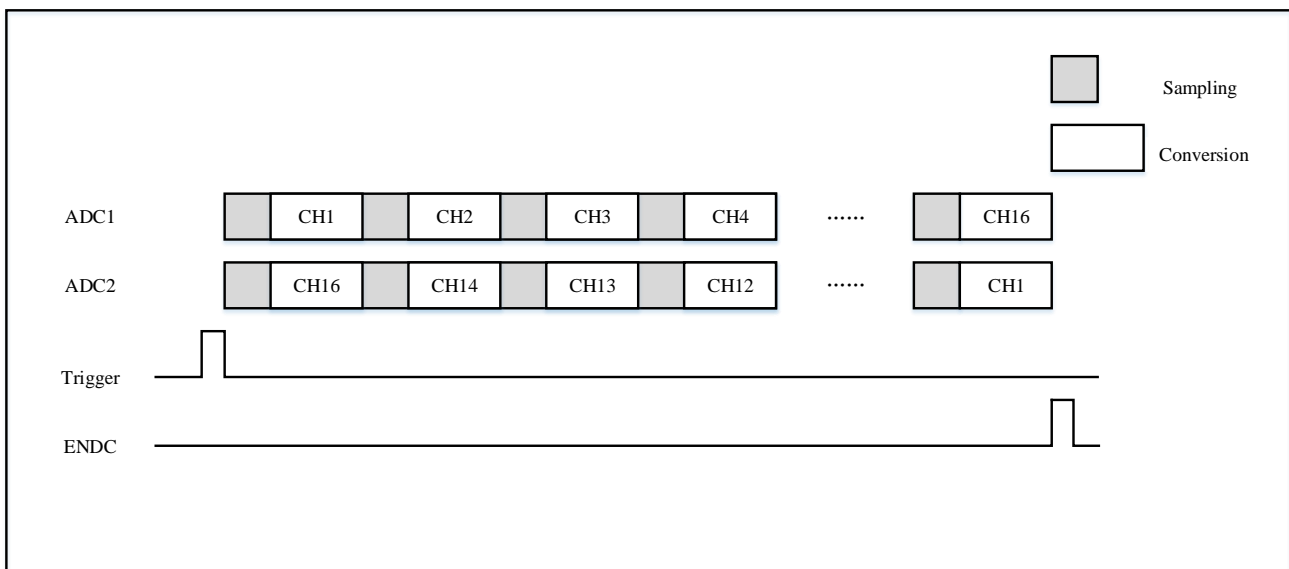 Sampling
Conversion
ADC1 CH1 CH2 CH3 CH4 ...... CH16
ADC2 CH16 CH14 CH13 CH12 ...... CH1
Trigger
ENDC